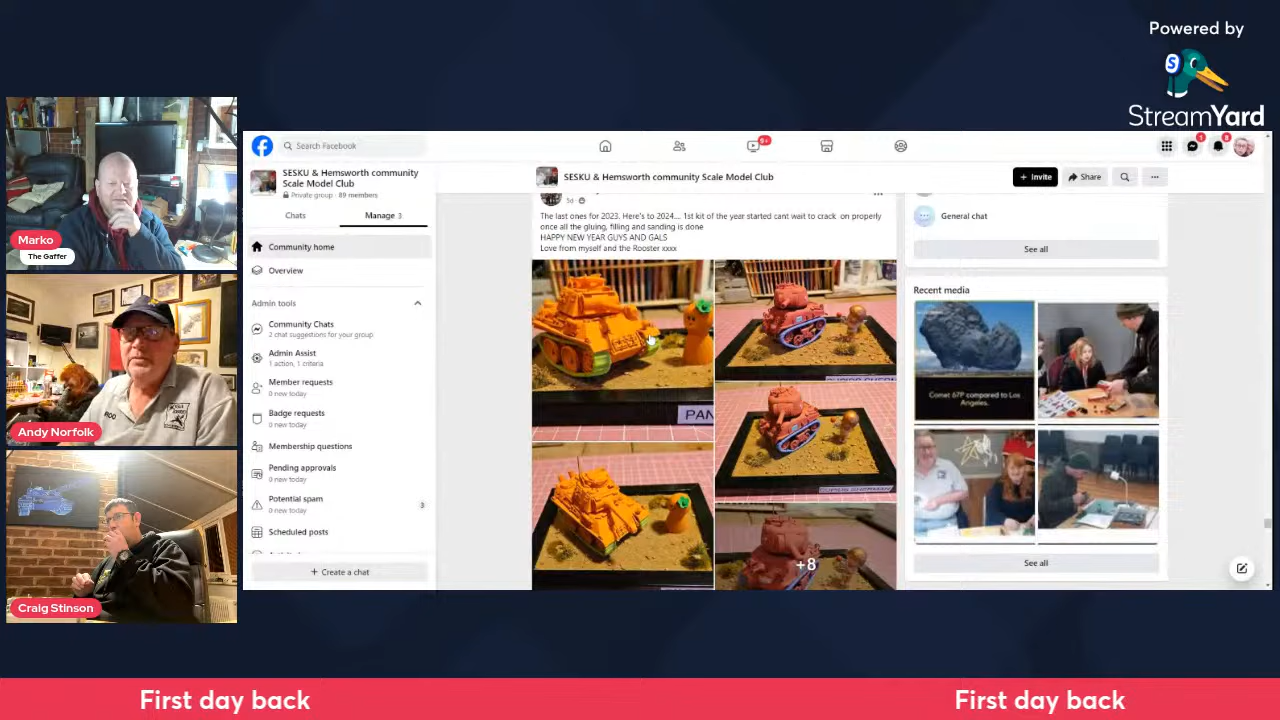 Powered by
StreamYard
Marko
The Gaffer
Andy Norfolk
Craig Stinson
Search Facebook
9+
1
8
SESKU & Hemsworth community
Scale Model Club
Private group · 89 members
Chats
Manage 3
Community home
Overview
Admin tools
Community Chats
2 chat suggestions for your group
Admin Assist
1 action, 1 criteria
Member requests
0 new today
Badge requests
0 new today
Membership questions
Pending approvals
0 new today
Potential spam
0 new today
3
Scheduled posts
+ Create a chat
SESKU & Hemsworth community Scale Model Club
+ Invite
Share
5d
The last ones for 2023. Here's to 2024.... 1st kit of the year started cant wait to crack on properly
once all the gluing, filling and sanding is done
HAPPY NEW YEAR GUYS AND GALS
Love from myself and the Rooster xxxx
PAN
+8
General chat
See all
Recent media
Comet 67P compared to Los
Angeles.
See all
First day back
First day back